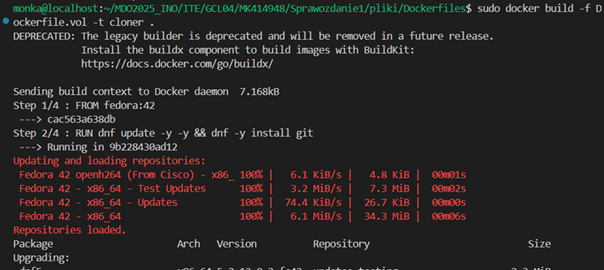 monka@localhost:~/MDO2025_INO/ITE/GCL04/MK414948/Sprawozdanie1/pliki/Dockerfiles$ sudo docker build -f D
ockerfile.vol -t cloner .
DEPRECATED: The legacy builder is deprecated and will be removed in a future release.
Install the buildx component to build images with BuildKit:
https://docs.docker.com/go/buildx/
Sending build context to Docker daemon  7.168kB
Step 1/4 : FROM fedora:42
---> cac563a638db
Step 2/4 : RUN dnf update -y -y && dnf -y install git
---> Running in 9b228430ad12
Updating and loading repositories:
Fedora 42 openh264 (From Cisco) - x86_ 100% |   6.1 KiB/s |   4.8 KiB |  00m01s
Fedora 42 - x86_64 - Test Updates      100% |   3.2 MiB/s |   7.3 MiB |  00m02s
Fedora 42 - x86_64 - Updates           100% |  74.4 KiB/s |  26.7 KiB |  00m00s
Fedora 42 - x86_64                     100% |   6.1 MiB/s |  34.3 MiB |  00m06s
Repositories loaded.
Package                 Arch   Version         Repository                Size
Upgrading: